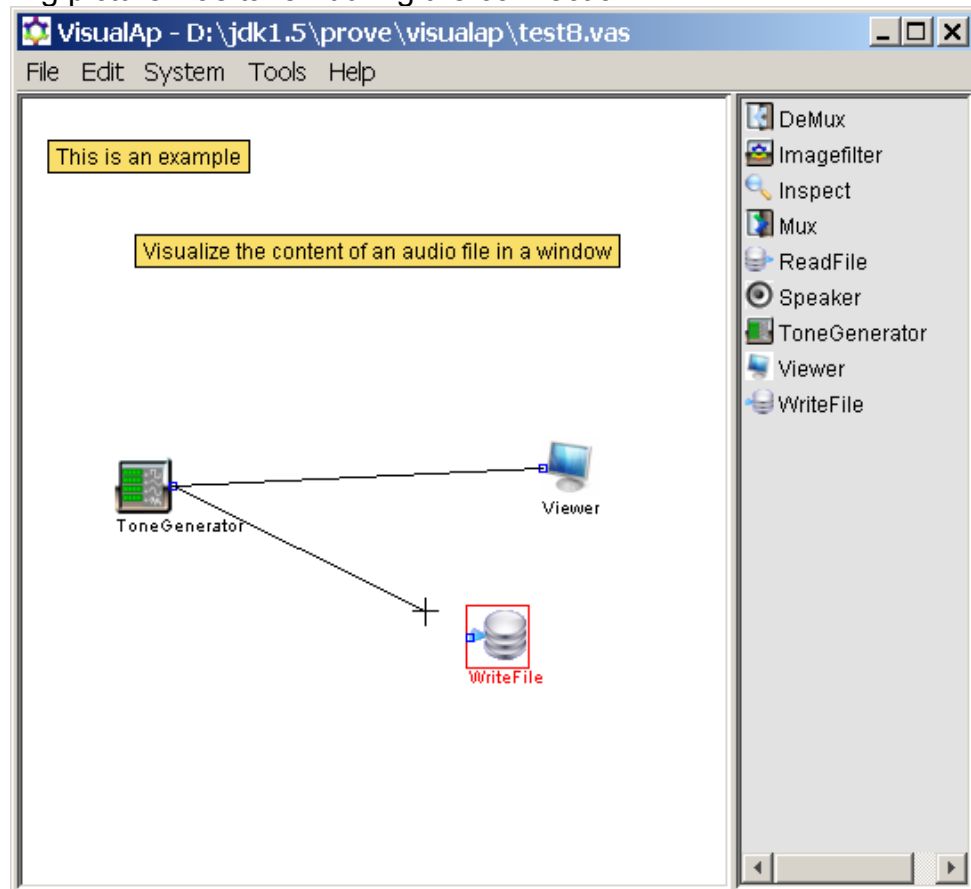 VisualAp - D:\jdk1.5\prove\visualap\test8.vas
File Edit System Tools Help
This is an example
Visualize the content of an audio file in a window
ToneGenerator
Viewer
WriteFile
DeMux
Imagefilter
Inspect
Mux
ReadFile
Speaker
ToneGenerator
Viewer
WriteFile